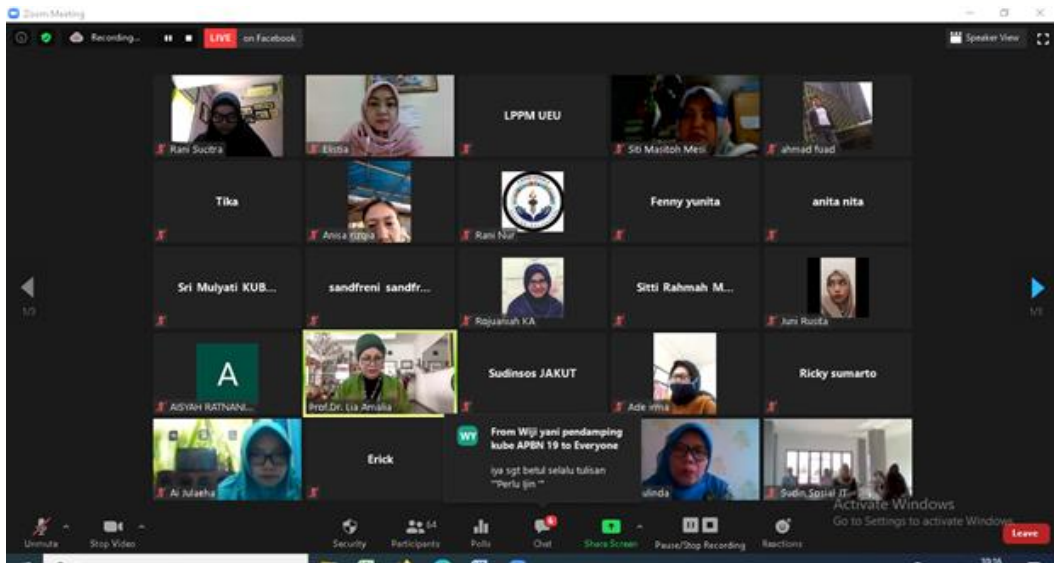 Zoom Meeting
Recording...
LIVE on Facebook
Speaker View
Rani Sucitra
Elistia
LPPM UEU
Siti Masitoh Mesi
ahmad fuad
Tika
Anisa rizqia
Rani Nur
Fenny yunita
anita nita
Sri Mulyati KUB...
sandfreni sandfr...
Rojuaniah KA
Sitti Rahmah M...
Juni Rusita
1/3
A
AISYAH RATNANI...
Prof.Dr. Lia Amalia
Sudinsos JAKUT
Ade irma
Ricky sumarto
Ai Julaeha
Erick
WY
From Wiji yani pendamping
kube APBN 19 to Everyone
iya sgt betul selalu tulisan
""Perlu Ijin ""
ulinda
Sudin Sosial JT
Activate Windows
Go to Settings to activate Windows.
Unmute
Stop Video
Security
Participants
64
Polls
Chat
6
Share Screen
Pause/Stop Recording
Reactions
Leave